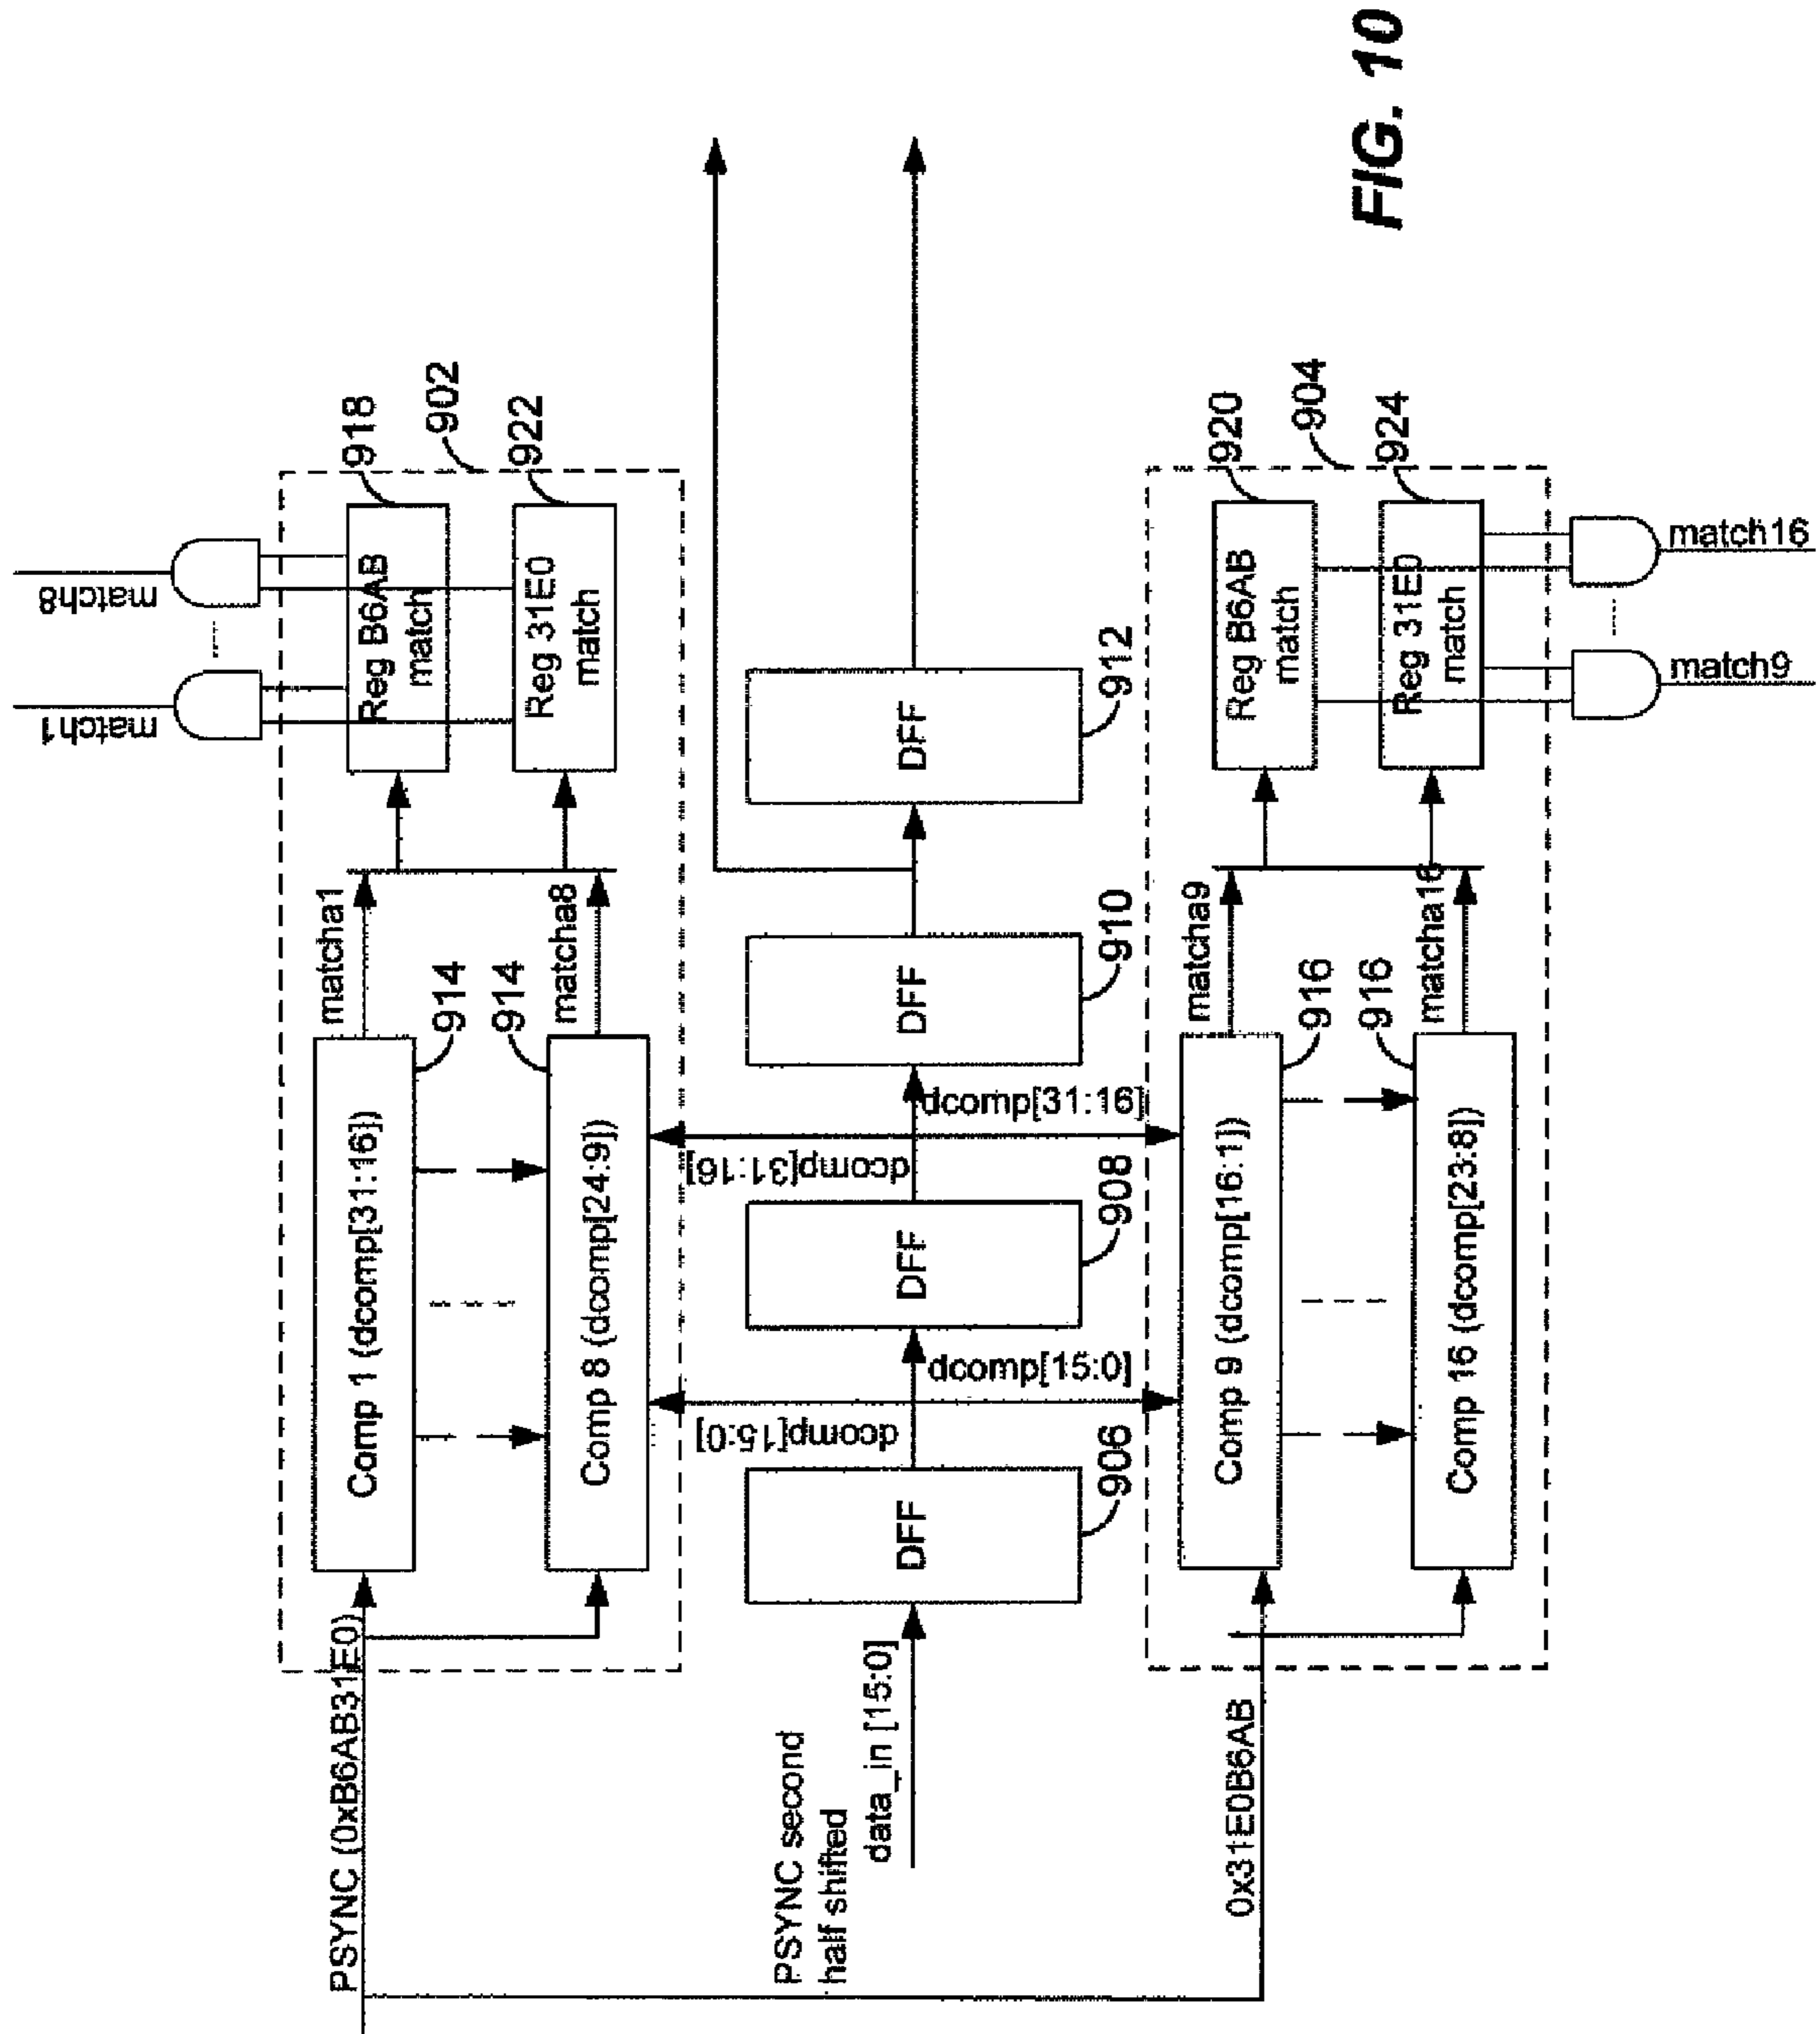 FIG. 10
match8
match1
918
902
922
Reg B6AB
match
Reg 31E0
match
matcha1
matcha8
914
914
Comp 1 (dcomp[31:16])
Comp 8 (dcomp[24:9])
PSYNC (0xB6AB31E0)
dcomp[31:16]
dcomp[31:16]
dcomp[15:0]
dcomp[15:0]
DFF
912
DFF
910
DFF
908
DFF
906
PSYNC second
half shifted
data_in [15:0]
920
904
924
Reg B6AB
match
Reg 31E0
match
match16
match9
matcha9
matcha16
916
916
Comp 9 (dcomp[16:1])
Comp 16 (dcomp[23:8])
0x31E0B6AB